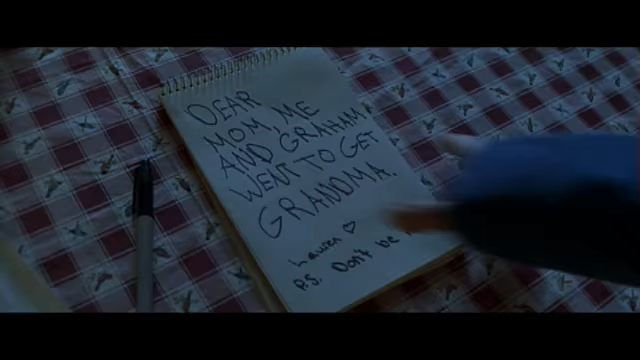 DEAR
MOM, ME
AND GRAHAM
WENT TO GET
GRANDMA.
Lauren ♡
P.S. Don't be